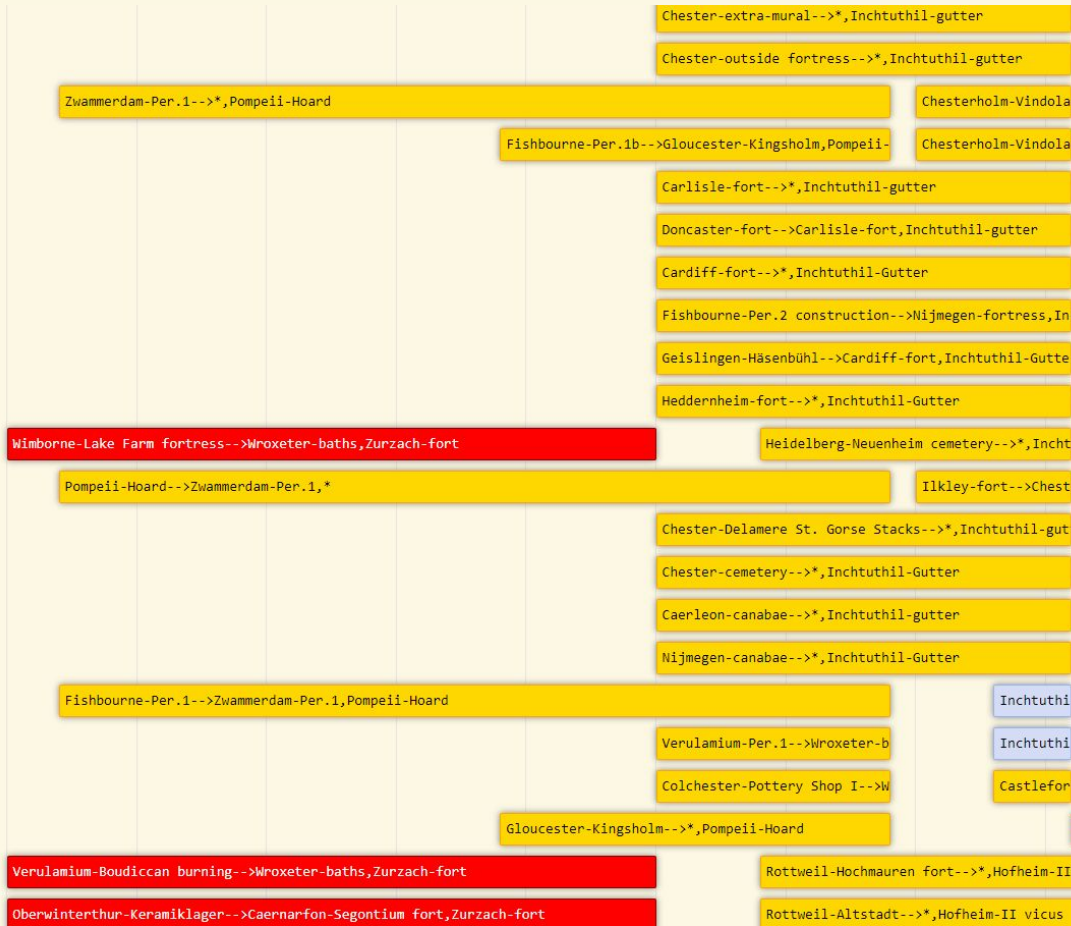 Chester-extra-mural-->*,Inchtuthil-gutter
Chester-outside fortress-->*,Inchtuthil-gutter
Zwammerdam-Per.1-->*,Pompeii-Hoard
Chesterholm-Vindola
Fishbourne-Per.1b-->Gloucester-Kingsholm,Pompeii-
Chesterholm-Vindola
Carlisle-fort-->*,Inchtuthil-gutter
Doncaster-fort-->Carlisle-fort,Inchtuthil-gutter
Cardiff-fort-->*,Inchtuthil-Gutter
Fishbourne-Per.2 construction-->Nijmegen-fortress,In
Geislingen-Häsenbühl-->Cardiff-fort,Inchtuthil-Gutte
Heddernheim-fort-->*,Inchtuthil-Gutter
Wimborne-Lake Farm fortress-->Wroxeter-baths,Zurzach-fort
Heidelberg-Neuenheim cemetery-->*,Incht
Pompeii-Hoard-->Zwammerdam-Per.1,*
Ilkley-fort-->Chest
Chester-Delamere St. Gorse Stacks-->*,Inchtuthil-gut
Chester-cemetery-->*,Inchtuthil-Gutter
Caerleon-canabae-->*,Inchtuthil-gutter
Nijmegen-canabae-->*,Inchtuthil-Gutter
Fishbourne-Per.1-->Zwammerdam-Per.1,Pompeii-Hoard
Inchtuthi
Verulamium-Per.1-->Wroxeter-b
Inchtuthi
Colchester-Pottery Shop I-->W
Castlefor
Gloucester-Kingsholm-->*,Pompeii-Hoard
Verulamium-Boudiccan burning-->Wroxeter-baths,Zurzach-fort
Rottweil-Hochmauren fort-->*,Hofheim-II
Oberwinterthur-Keramiklager-->Caernarfon-Segontium fort,Zurzach-fort
Rottweil-Altstadt-->*,Hofheim-II vicus